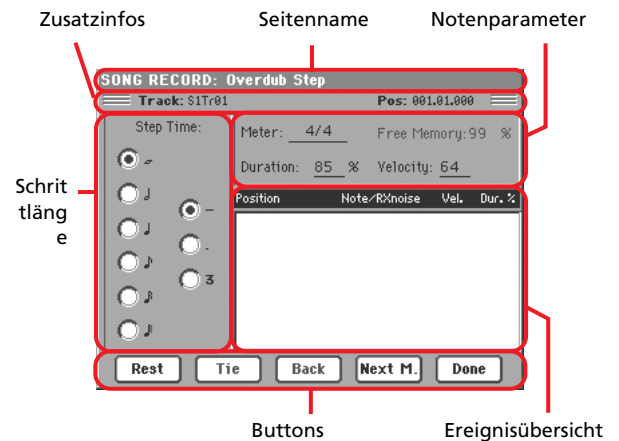 Zusatzinfos
Seitenname
Notenparameter
SONG RECORD: Overdub Step
Track: S1Tr01
Pos: 001.01.000
Step Time:
Meter: 4/4
Free Memory:99 %
Duration: 85 %
Velocity: 64
Schrit
tläng
e
Position Note/RXnoise Vel. Dur.%
-
.
3
Rest
Tie
Back
Next M.
Done
Buttons
Ereignisübersicht